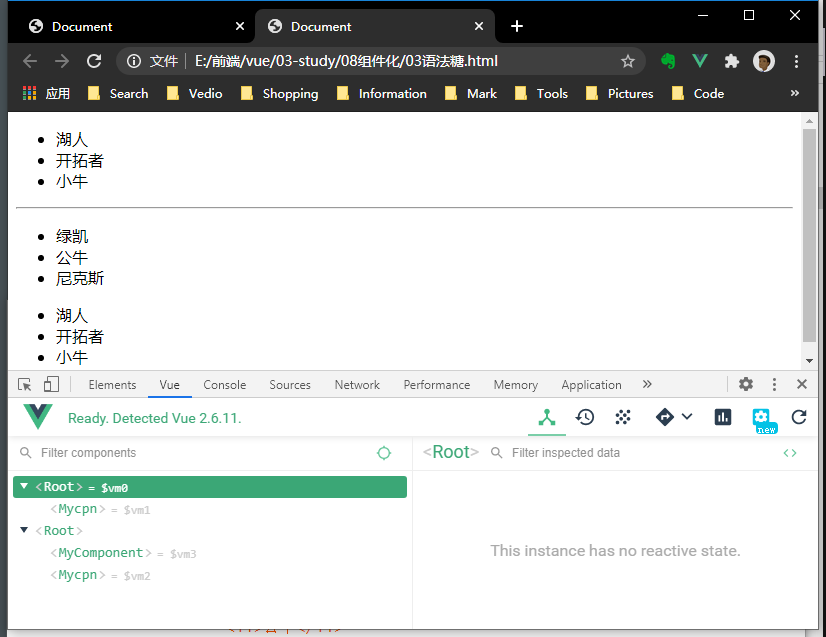 Document
Document
文件 E:/前端/vue/03-study/08组件化/03语法糖.html
应用 Search Vedio Shopping Information Mark Tools Pictures Code »
湖人
开拓者
小牛
绿凯
公牛
尼克斯
湖人
开拓者
小牛
Elements Vue Console Sources Network Performance Memory Application »
Ready. Detected Vue 2.6.11.
new
Filter components
<Root> Filter inspected data
<Root> = $vm0
<Mycpn> = $vm1
<Root>
<MyComponent> = $vm3
<Mycpn> = $vm2
This instance has no reactive state.